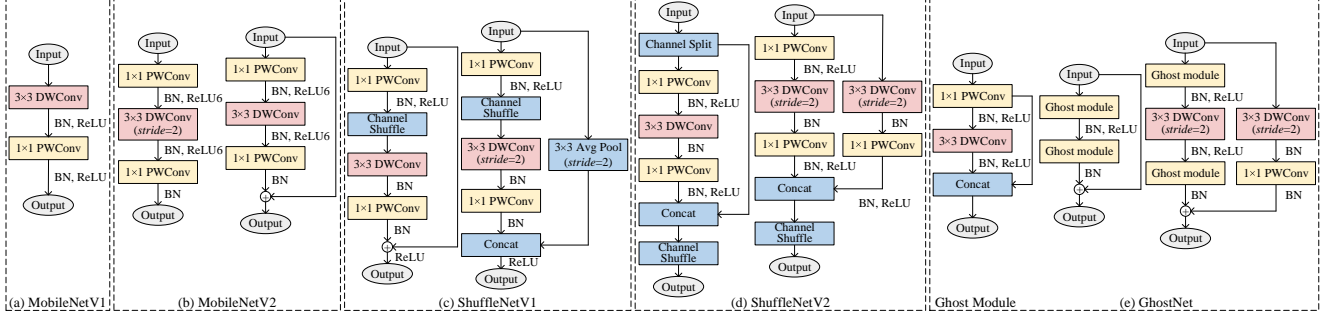 Input
3×3 DWConv
BN, ReLU
1×1 PWConv
BN, ReLU
Output
(a) MobileNetV1
Input
1×1 PWConv
BN, ReLU6
3×3 DWConv
(stride=2)
BN, ReLU6
1×1 PWConv
BN
Output
Input
1×1 PWConv
BN, ReLU6
3×3 DWConv
BN, ReLU6
1×1 PWConv
BN
+
Output
(b) MobileNetV2
Input
1×1 PWConv
BN, ReLU
Channel
Shuffle
3×3 DWConv
BN
1×1 PWConv
BN
+
ReLU
Output
Input
1×1 PWConv
BN, ReLU
Channel
Shuffle
3×3 DWConv
(stride=2)
BN
1×1 PWConv
BN
Concat
ReLU
Output
3×3 Avg Pool
(stride=2)
(c) ShuffleNetV1
Input
Channel Split
1×1 PWConv
BN, ReLU
3×3 DWConv
BN
1×1 PWConv
BN, ReLU
Concat
Channel
Shuffle
Output
Input
1×1 PWConv
BN, ReLU
3×3 DWConv
(stride=2)
BN
1×1 PWConv
BN, ReLU
Concat
Channel
Shuffle
Output
3×3 DWConv
(stride=2)
BN
1×1 PWConv
BN, ReLU
(d) ShuffleNetV2
Input
1×1 PWConv
BN, ReLU
3×3 DWConv
BN, ReLU
Concat
Output
Ghost Module
Input
Ghost module
BN, ReLU
Ghost module
BN
+
Output
Input
Ghost module
BN, ReLU
3×3 DWConv
(stride=2)
BN
Ghost module
BN
+
Output
3×3 DWConv
(stride=2)
BN
1×1 PWConv
BN
(e) GhostNet